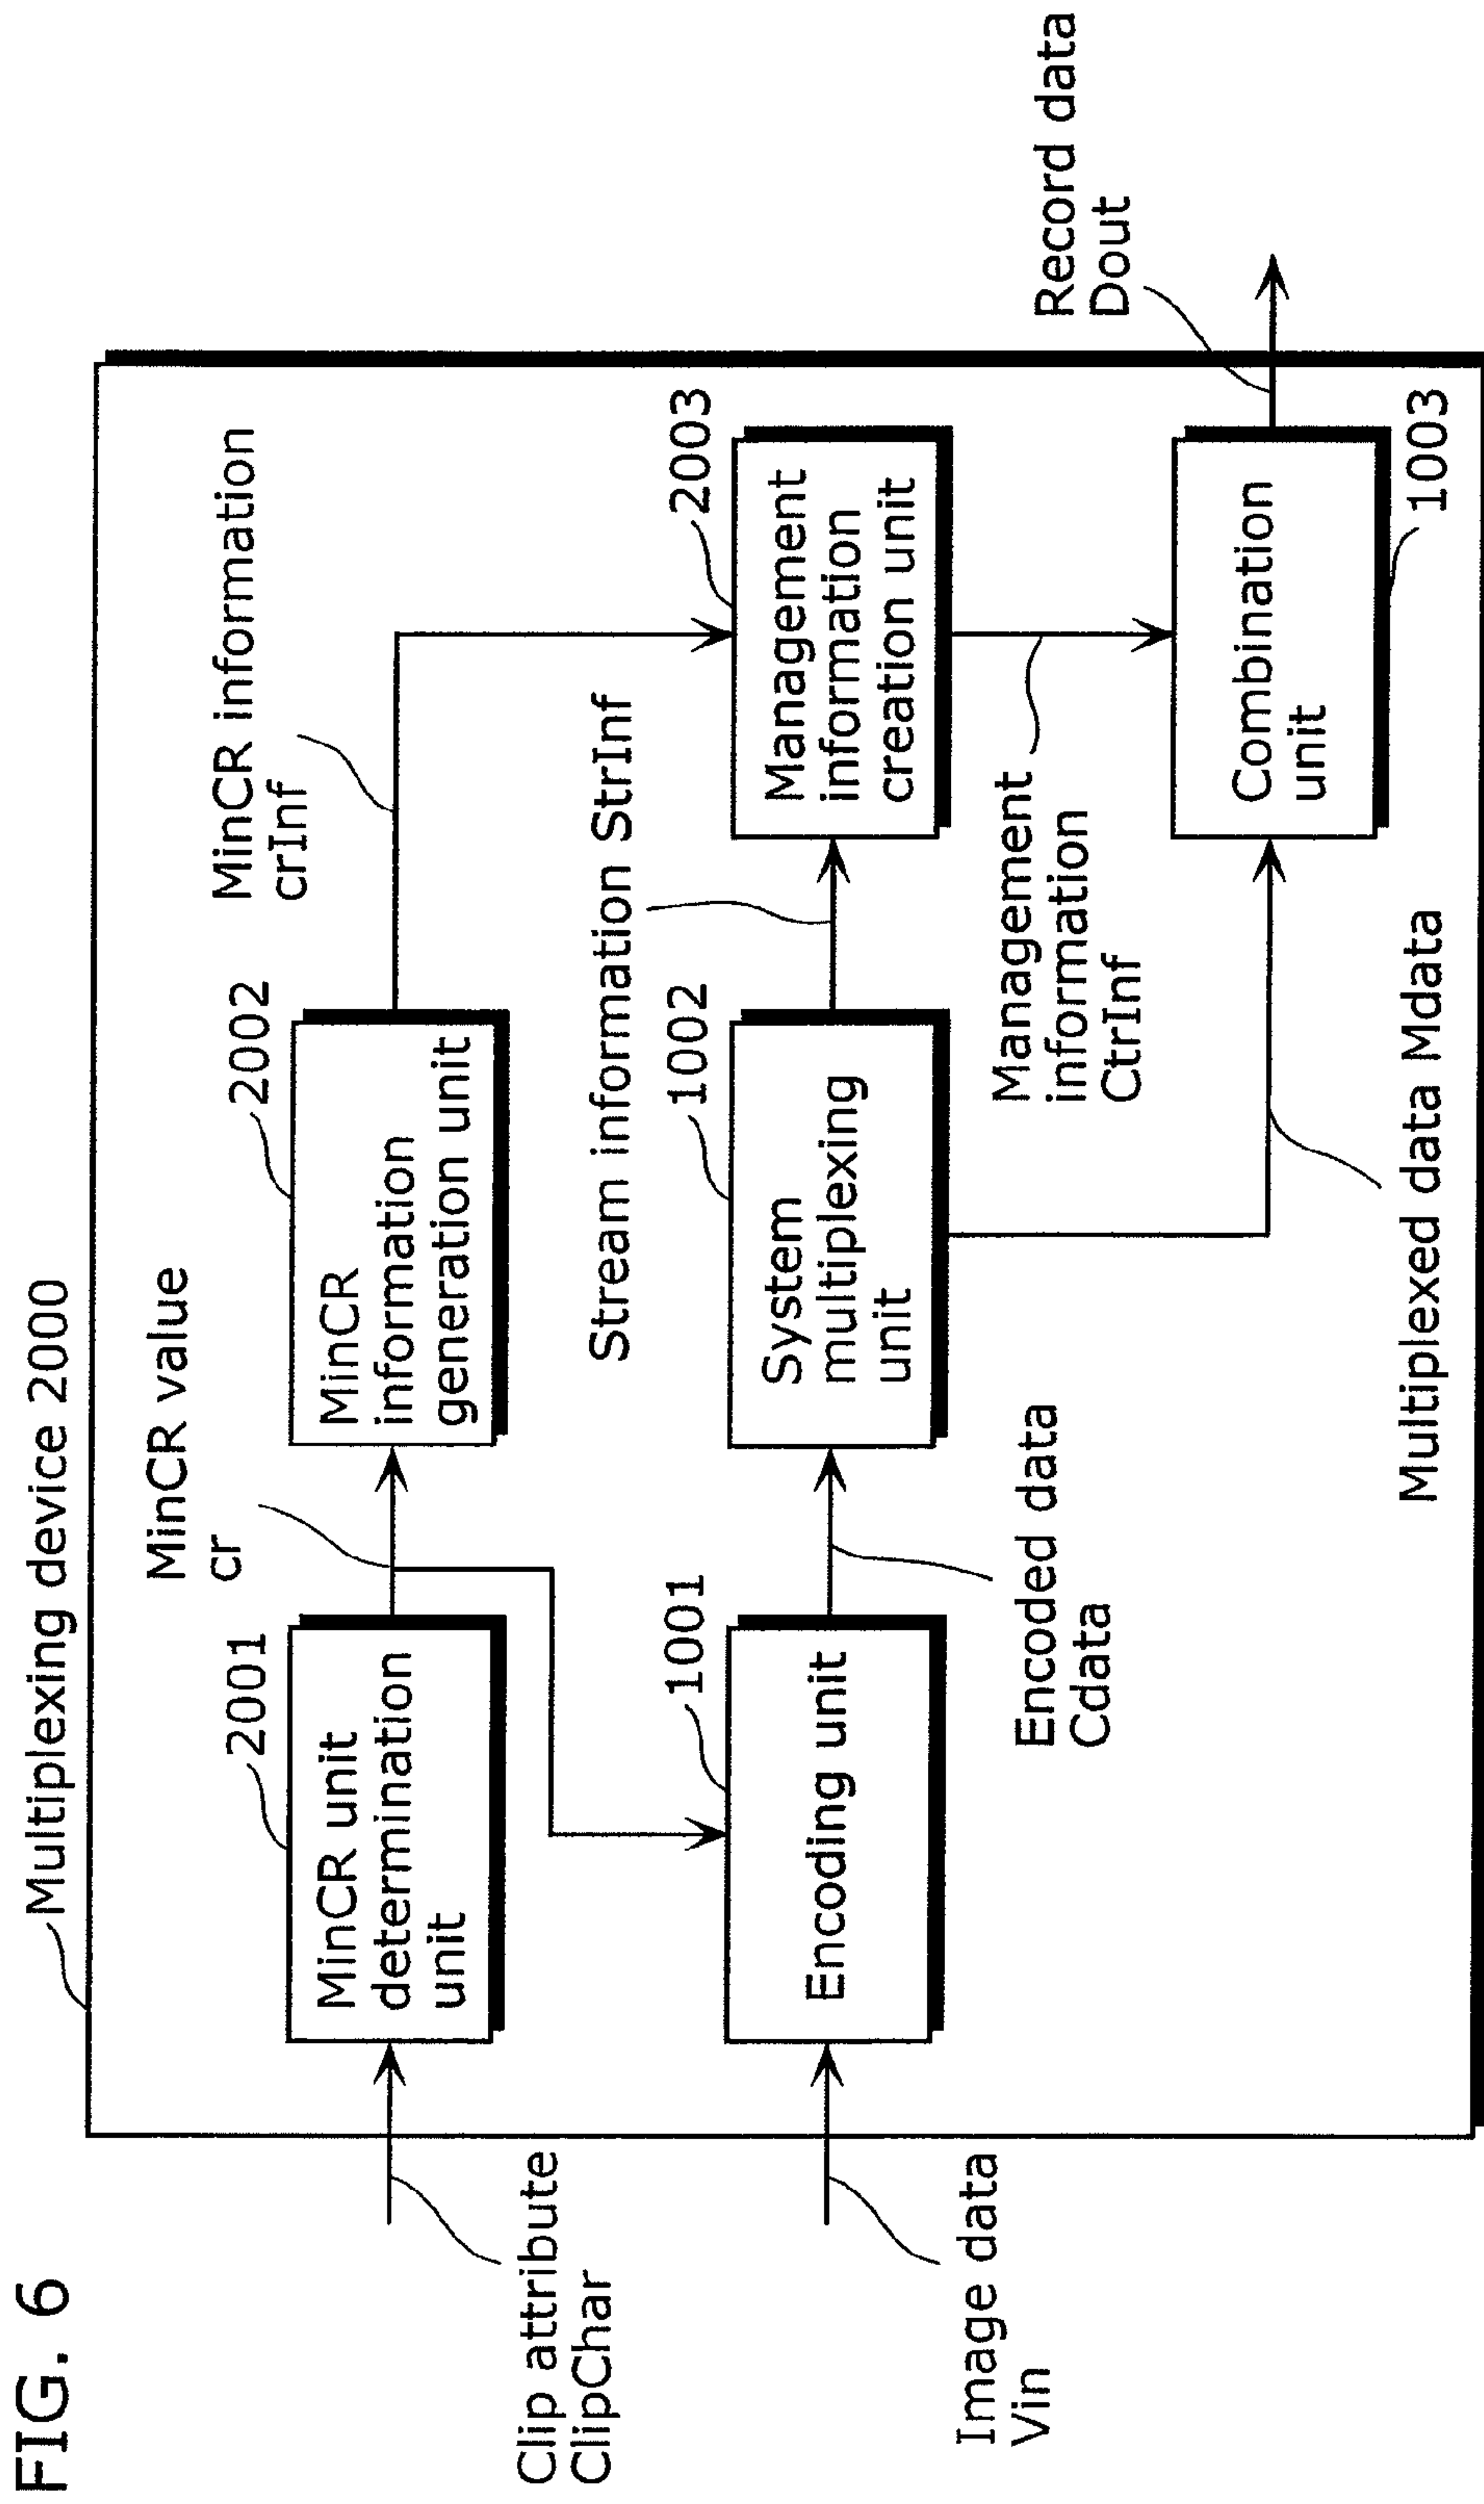 FIG. 6
Multiplexing device 2000
Clip attribute
ClipChar
Image data
Vin
2001
MinCR unit
determination
unit
MinCR value
cr
2002
MinCR
information
generation unit
MinCR information
crInf
1001
Encoding unit
Encoded data
Cdata
Stream information StrInf
1002
System
multiplexing
unit
2003
Management
information
creation unit
Management
information
CtrInf
Multiplexed data Mdata
Combination
unit
1003
Record data
Dout